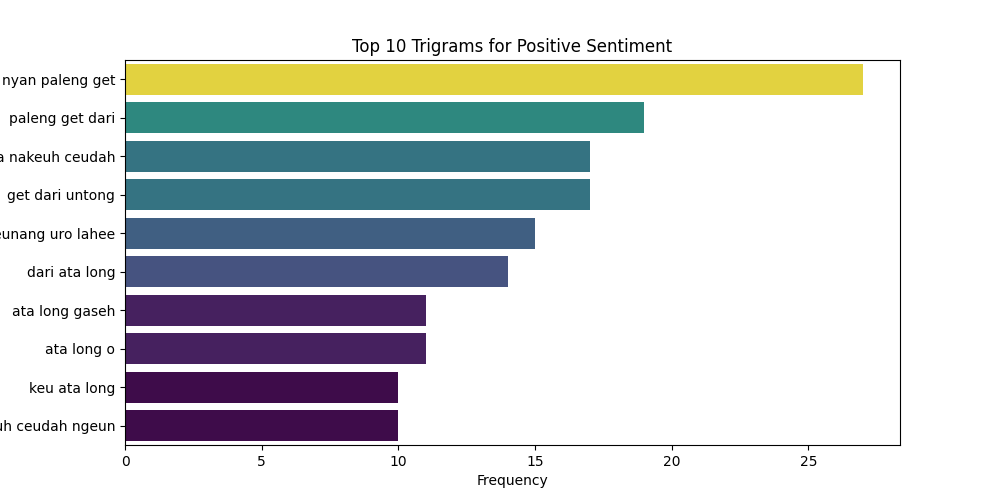 Top 10 Trigrams for Positive Sentiment
nyan paleng get
paleng get dari
nakeuh ceudah
get dari untong
uro lahee
dari ata long
ata long gaseh
ata long o
keu ata long
ceudah ngeun
0 5 10 15 20 25
Frequency